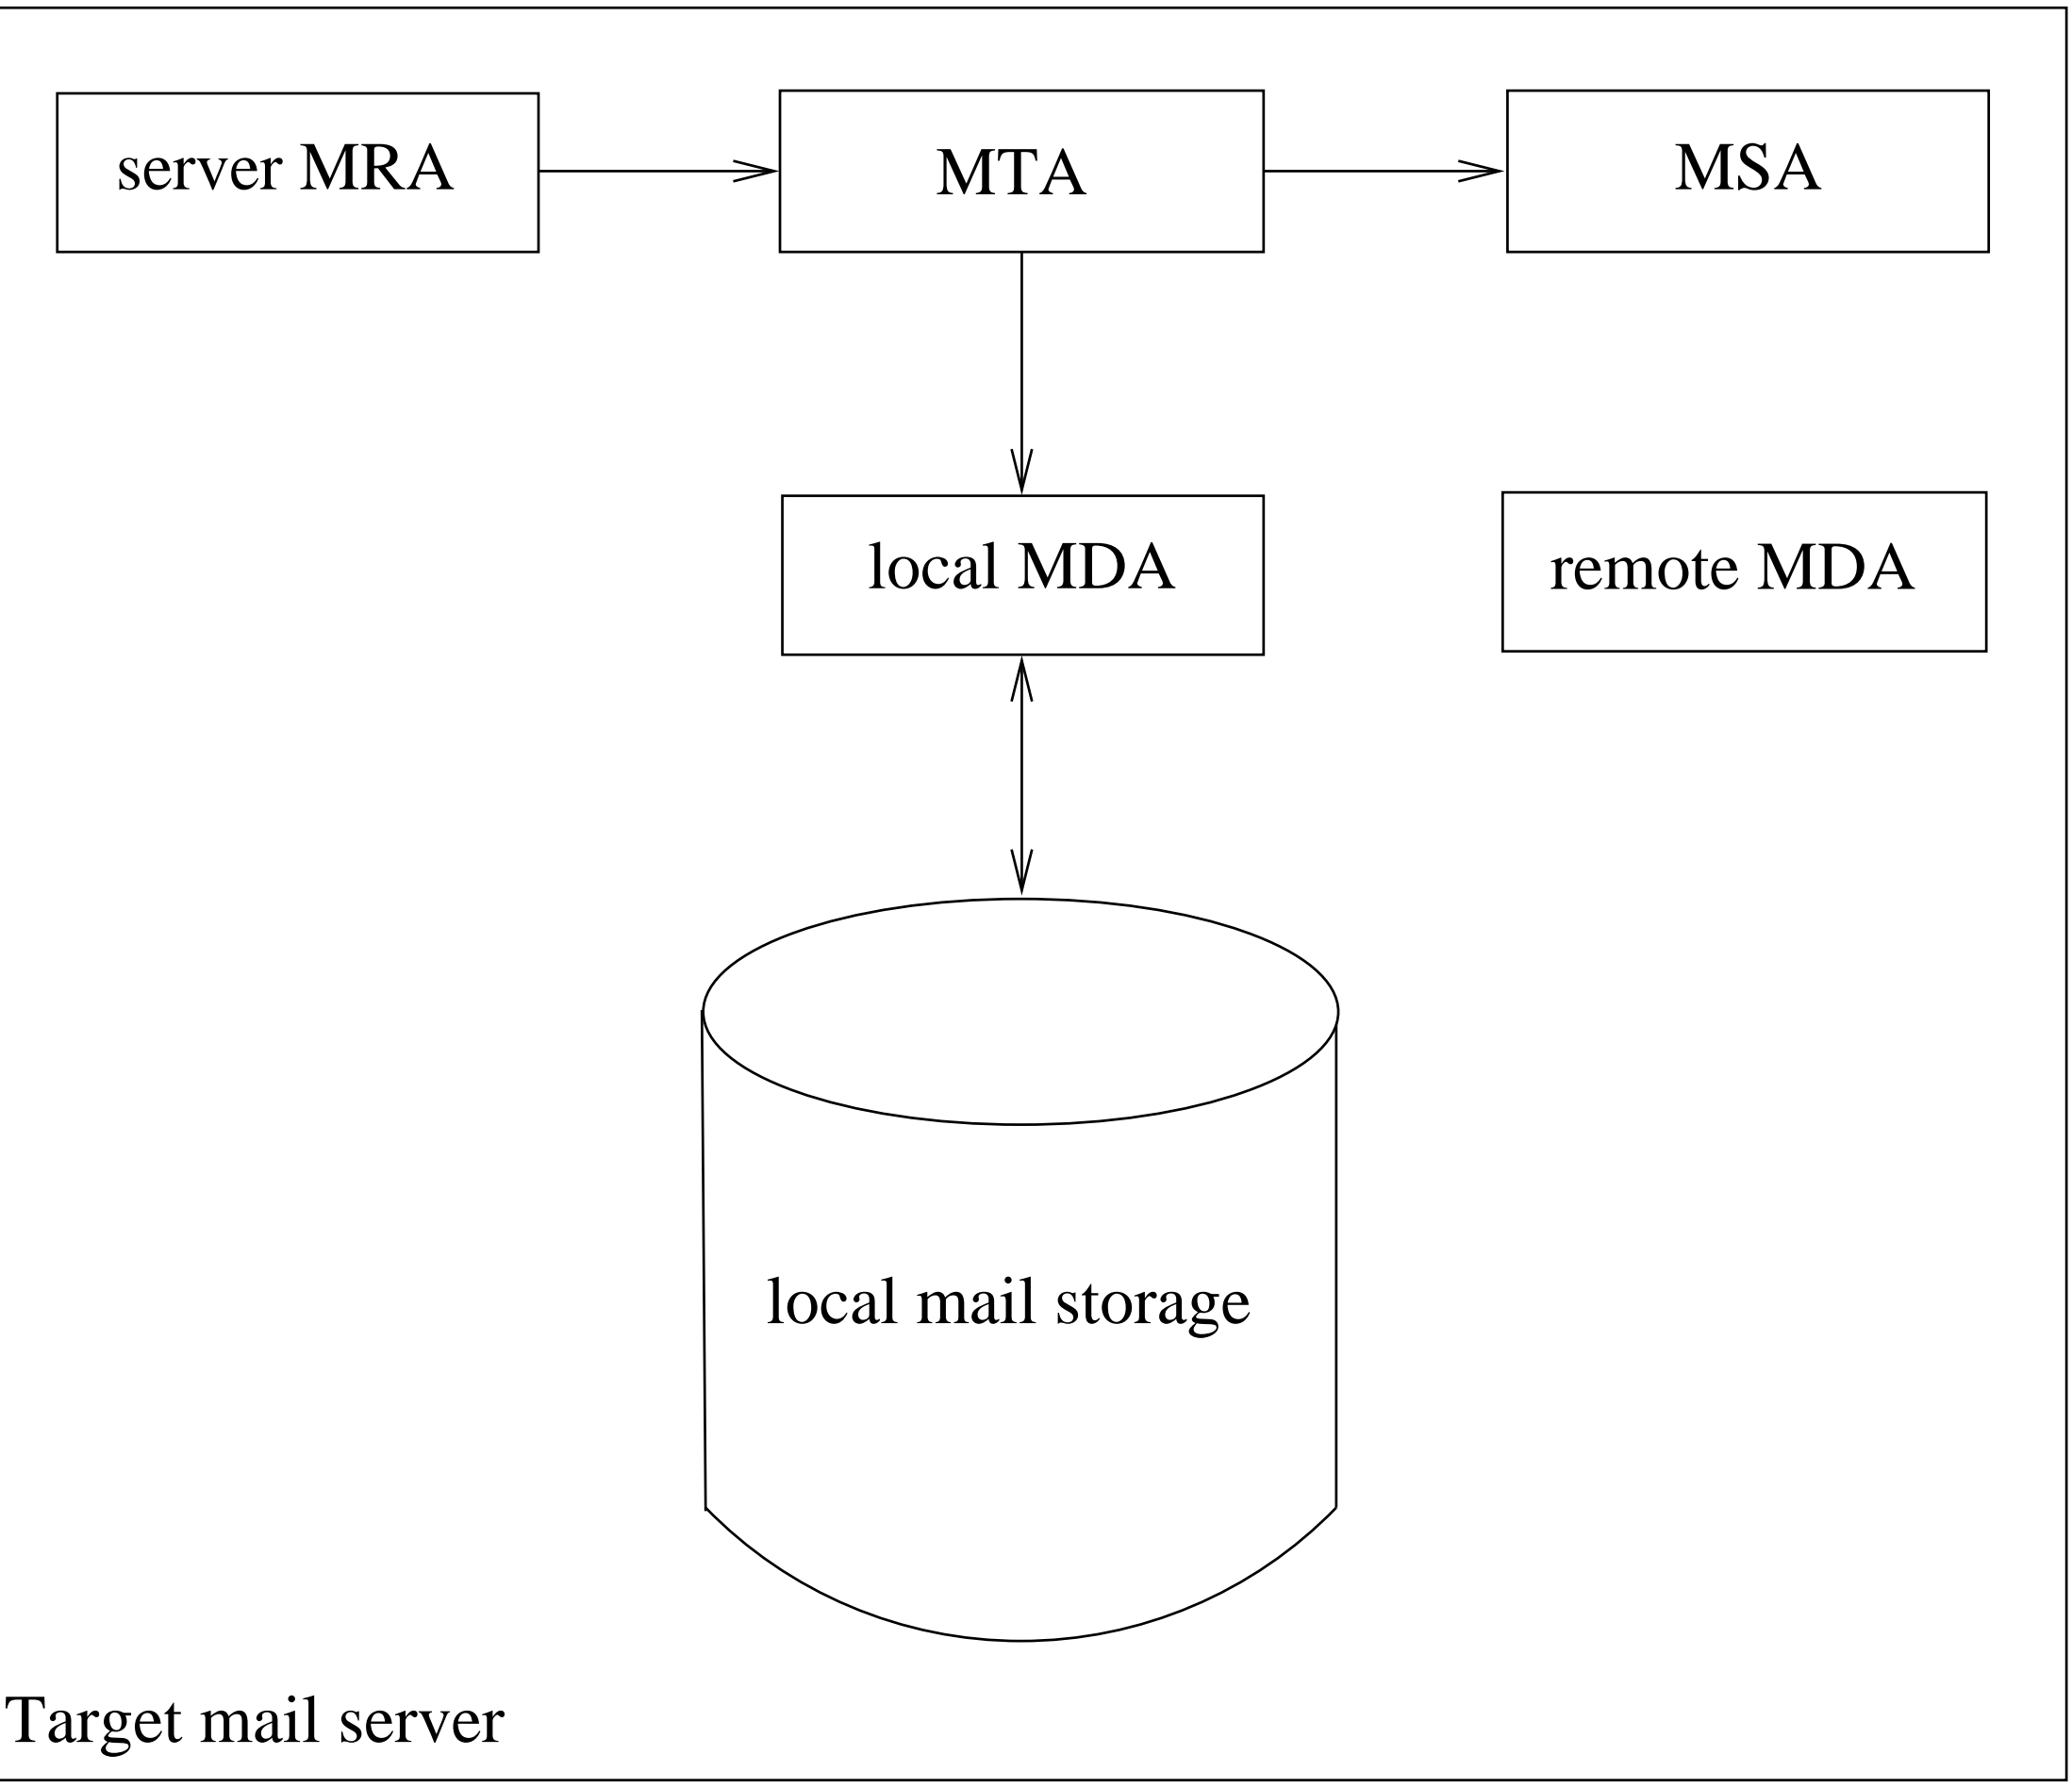 server MRA
MTA
MSA
local MDA
remote MDA
local mail storage
Target mail server